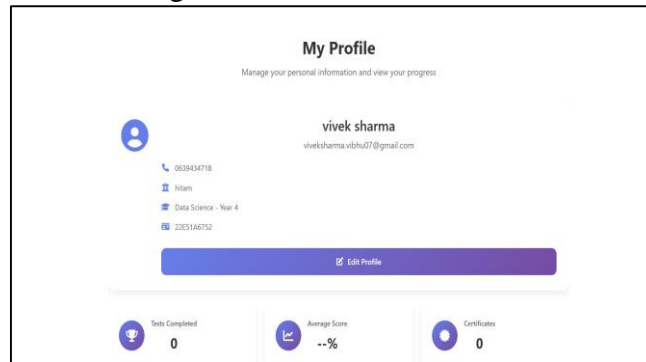 My Profile
Manage your personal information and view your progress
vivek sharma
viveksharma.vibhu07@gmail.com
0639434718
hitam
Data Science - Year 4
22E51A6752
Edit Profile
Tests Completed
0
Average Score
--%
Certificates
0